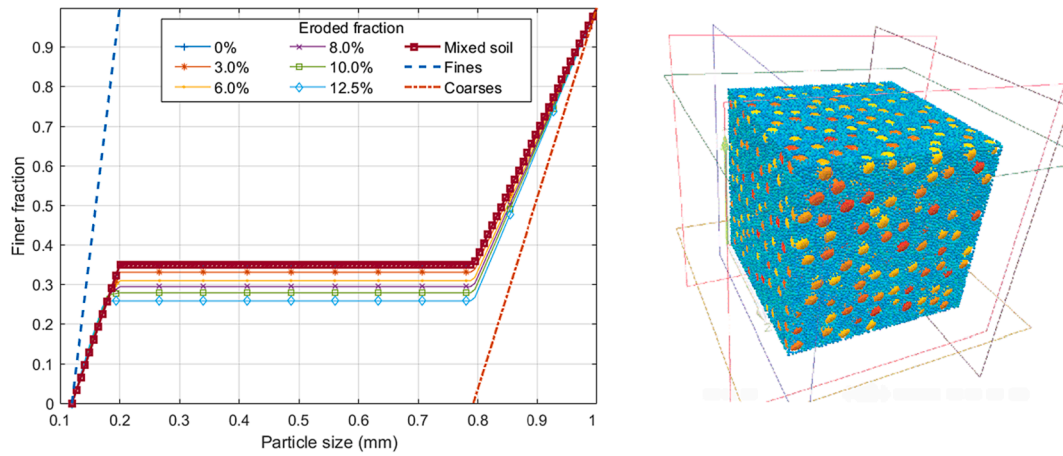 Eroded fraction
0% 8.0% Mixed soil
3.0% 10.0% Fines
6.0% 12.5% Coarses
Finer fraction
0.9
0.8
0.7
0.6
0.5
0.4
0.3
0.2
0.1
0
0.1 0.2 0.3 0.4 0.5 0.6 0.7 0.8 0.9 1
Particle size (mm)